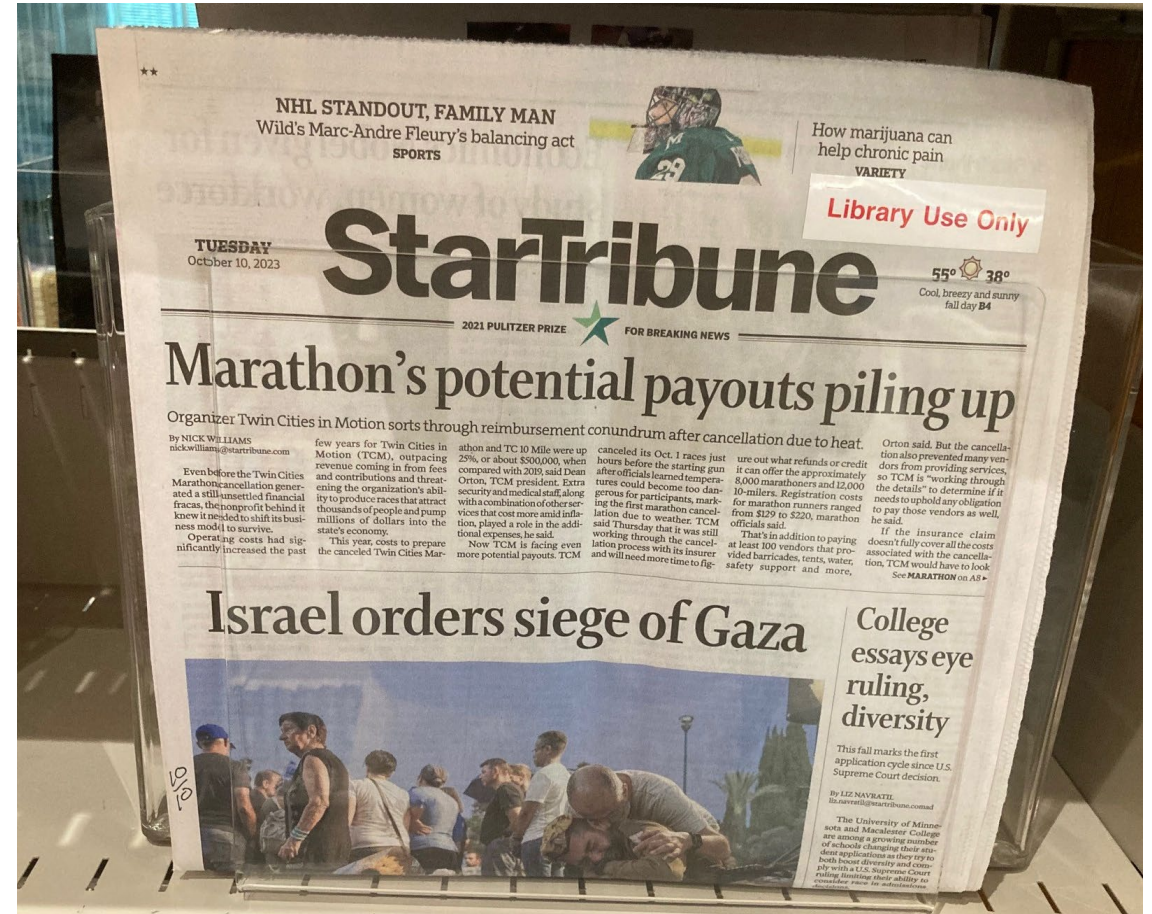 ★★
NHL STANDOUT, FAMILY MAN
Wild's Marc-Andre Fleury's balancing act
SPORTS
How marijuana can
help chronic pain
VARIETY
Library Use Only
TUESDAY
October 10, 2023
StarTribune
55° 38°
Cool, breezy and sunny
fall day B4
2021 PULITZER PRIZE FOR BREAKING NEWS
Marathon's potential payouts piling up
Organizer Twin Cities in Motion sorts through reimbursement conundrum after cancellation due to heat.
By NICK WILLIAMS
nick.williams@startribune.com
Even before the Twin Cities
Marathon cancellation gener-
ated a still-unsettled financial
fracas, the nonprofit behind it
knew it needed to shift its busi-
ness model to survive.
Operating costs had sig-
nificantly increased the past
few years for Twin Cities in
Motion (TCM), outpacing
revenue coming in from fees
and contributions and threat-
ening the organization's abil-
ity to produce races that attract
thousands of people and pump
millions of dollars into the
state's economy.
This year, costs to prepare
the canceled Twin Cities Mar-
athon and TC 10 Mile were up
25%, or about $500,000, when
compared with 2019, said Dean
Orton, TCM president. Extra
security and medical staff, along
with a combination of other ser-
vices that cost more amid infla-
tion, played a role in the addi-
tional expenses, he said.
Now TCM is facing even
more potential payouts. TCM
canceled its Oct. 1 races just
hours before the starting gun
after officials learned tempera-
tures could become too dan-
gerous for participants, mark-
ing the first marathon cancel-
lation due to weather. TCM
said Thursday that it was still
working through the cancel-
lation process with its insurer
and will need more time to fig-
ure out what refunds or credit
it can offer the approximately
8,000 marathoners and 12,000
10-milers. Registration costs
for marathon runners ranged
from $129 to $220, marathon
officials said.
That's in addition to paying
at least 100 vendors that pro-
vided barricades, tents, water,
safety support and more,
Orton said. But the cancella-
tion also prevented many ven-
dors from providing services,
so TCM is "working through
the details" to determine if it
needs to uphold any obligation
to pay those vendors as well,
he said.
If the insurance claim
doesn't fully cover all the costs
associated with the cancella-
tion, TCM would have to look
See MARATHON on A8 ▸
Israel orders siege of Gaza
College
essays eye
ruling,
diversity
This fall marks the first
application cycle since U.S.
Supreme Court decision.
By LIZ NAVRATIL
liz.navratil@startribune.comad
The University of Minne-
sota and Macalester College
are among a growing number
of schools changing their stu-
dent applications as they try to
both boost diversity and com-
ply with a U.S. Supreme Court
ruling limiting their ability to
consider race in admissions
10/10